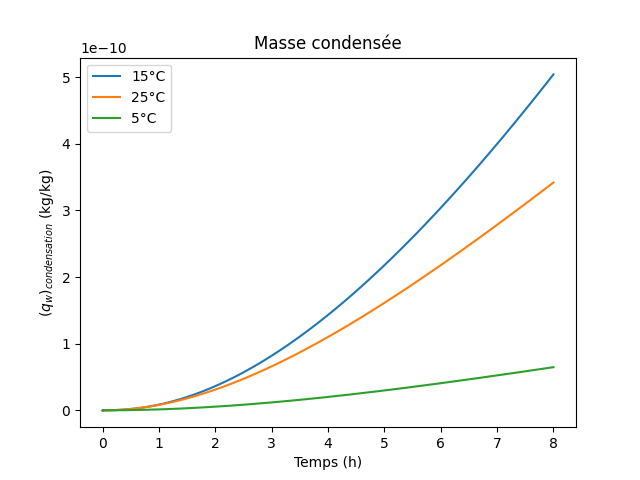 Masse condensée
1e−10
15°C
25°C
5°C
5
4
3
2
1
0
(q_w)_condensation (kg/kg)
0 1 2 3 4 5 6 7 8
Temps (h)